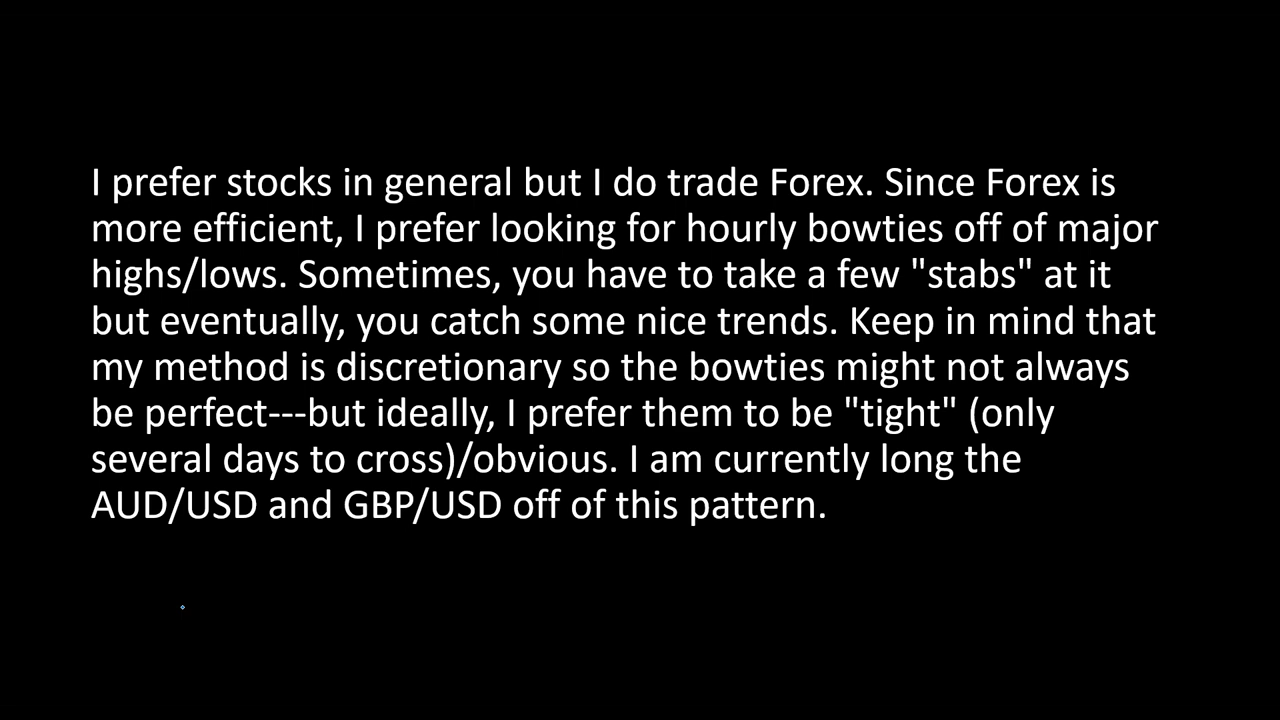 I prefer stocks in general but I do trade Forex. Since Forex is
more efficient, I prefer looking for hourly bowties off of major
highs/lows. Sometimes, you have to take a few "stabs" at it
but eventually, you catch some nice trends. Keep in mind that
my method is discretionary so the bowties might not always
be perfect---but ideally, I prefer them to be "tight" (only
several days to cross)/obvious. I am currently long the
AUD/USD and GBP/USD off of this pattern.